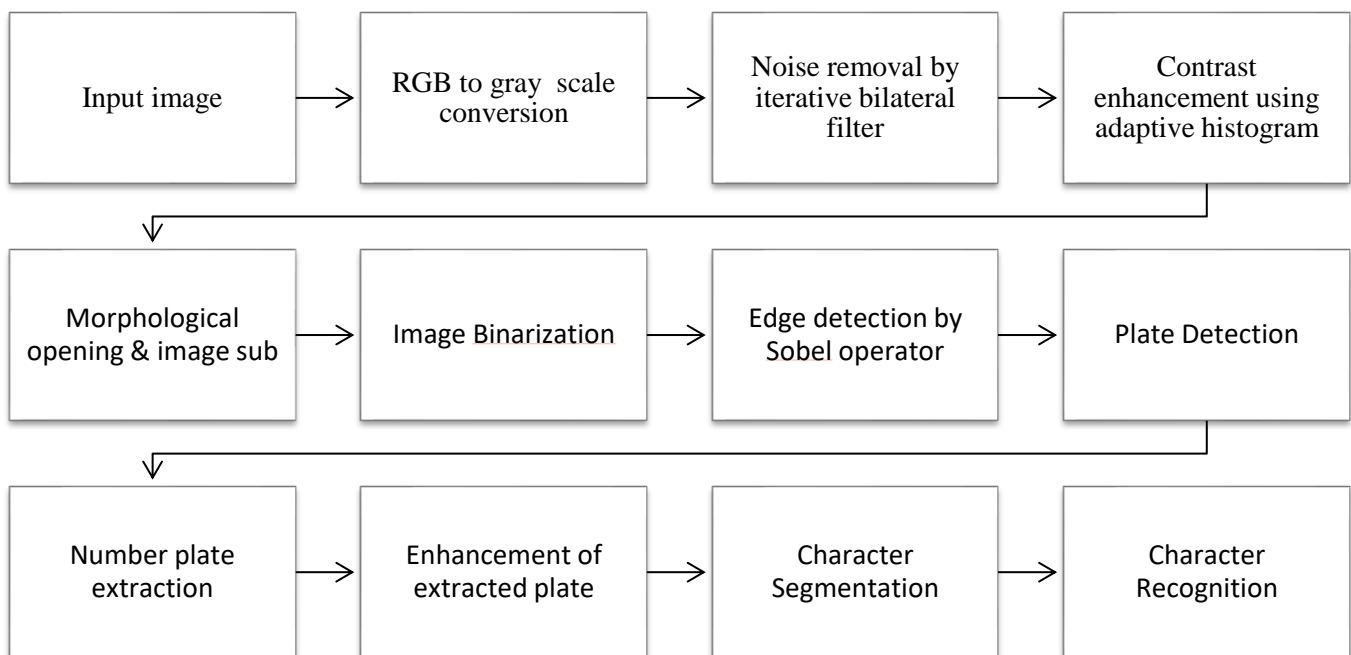 Input image
RGB to gray scale
conversion
Noise removal by
iterative bilateral
filter
Contrast
enhancement using
adaptive histogram
Morphological
opening & image sub
Image Binarization
Edge detection by
Sobel operator
Plate Detection
Number plate
extraction
Enhancement of
extracted plate
Character
Segmentation
Character
Recognition